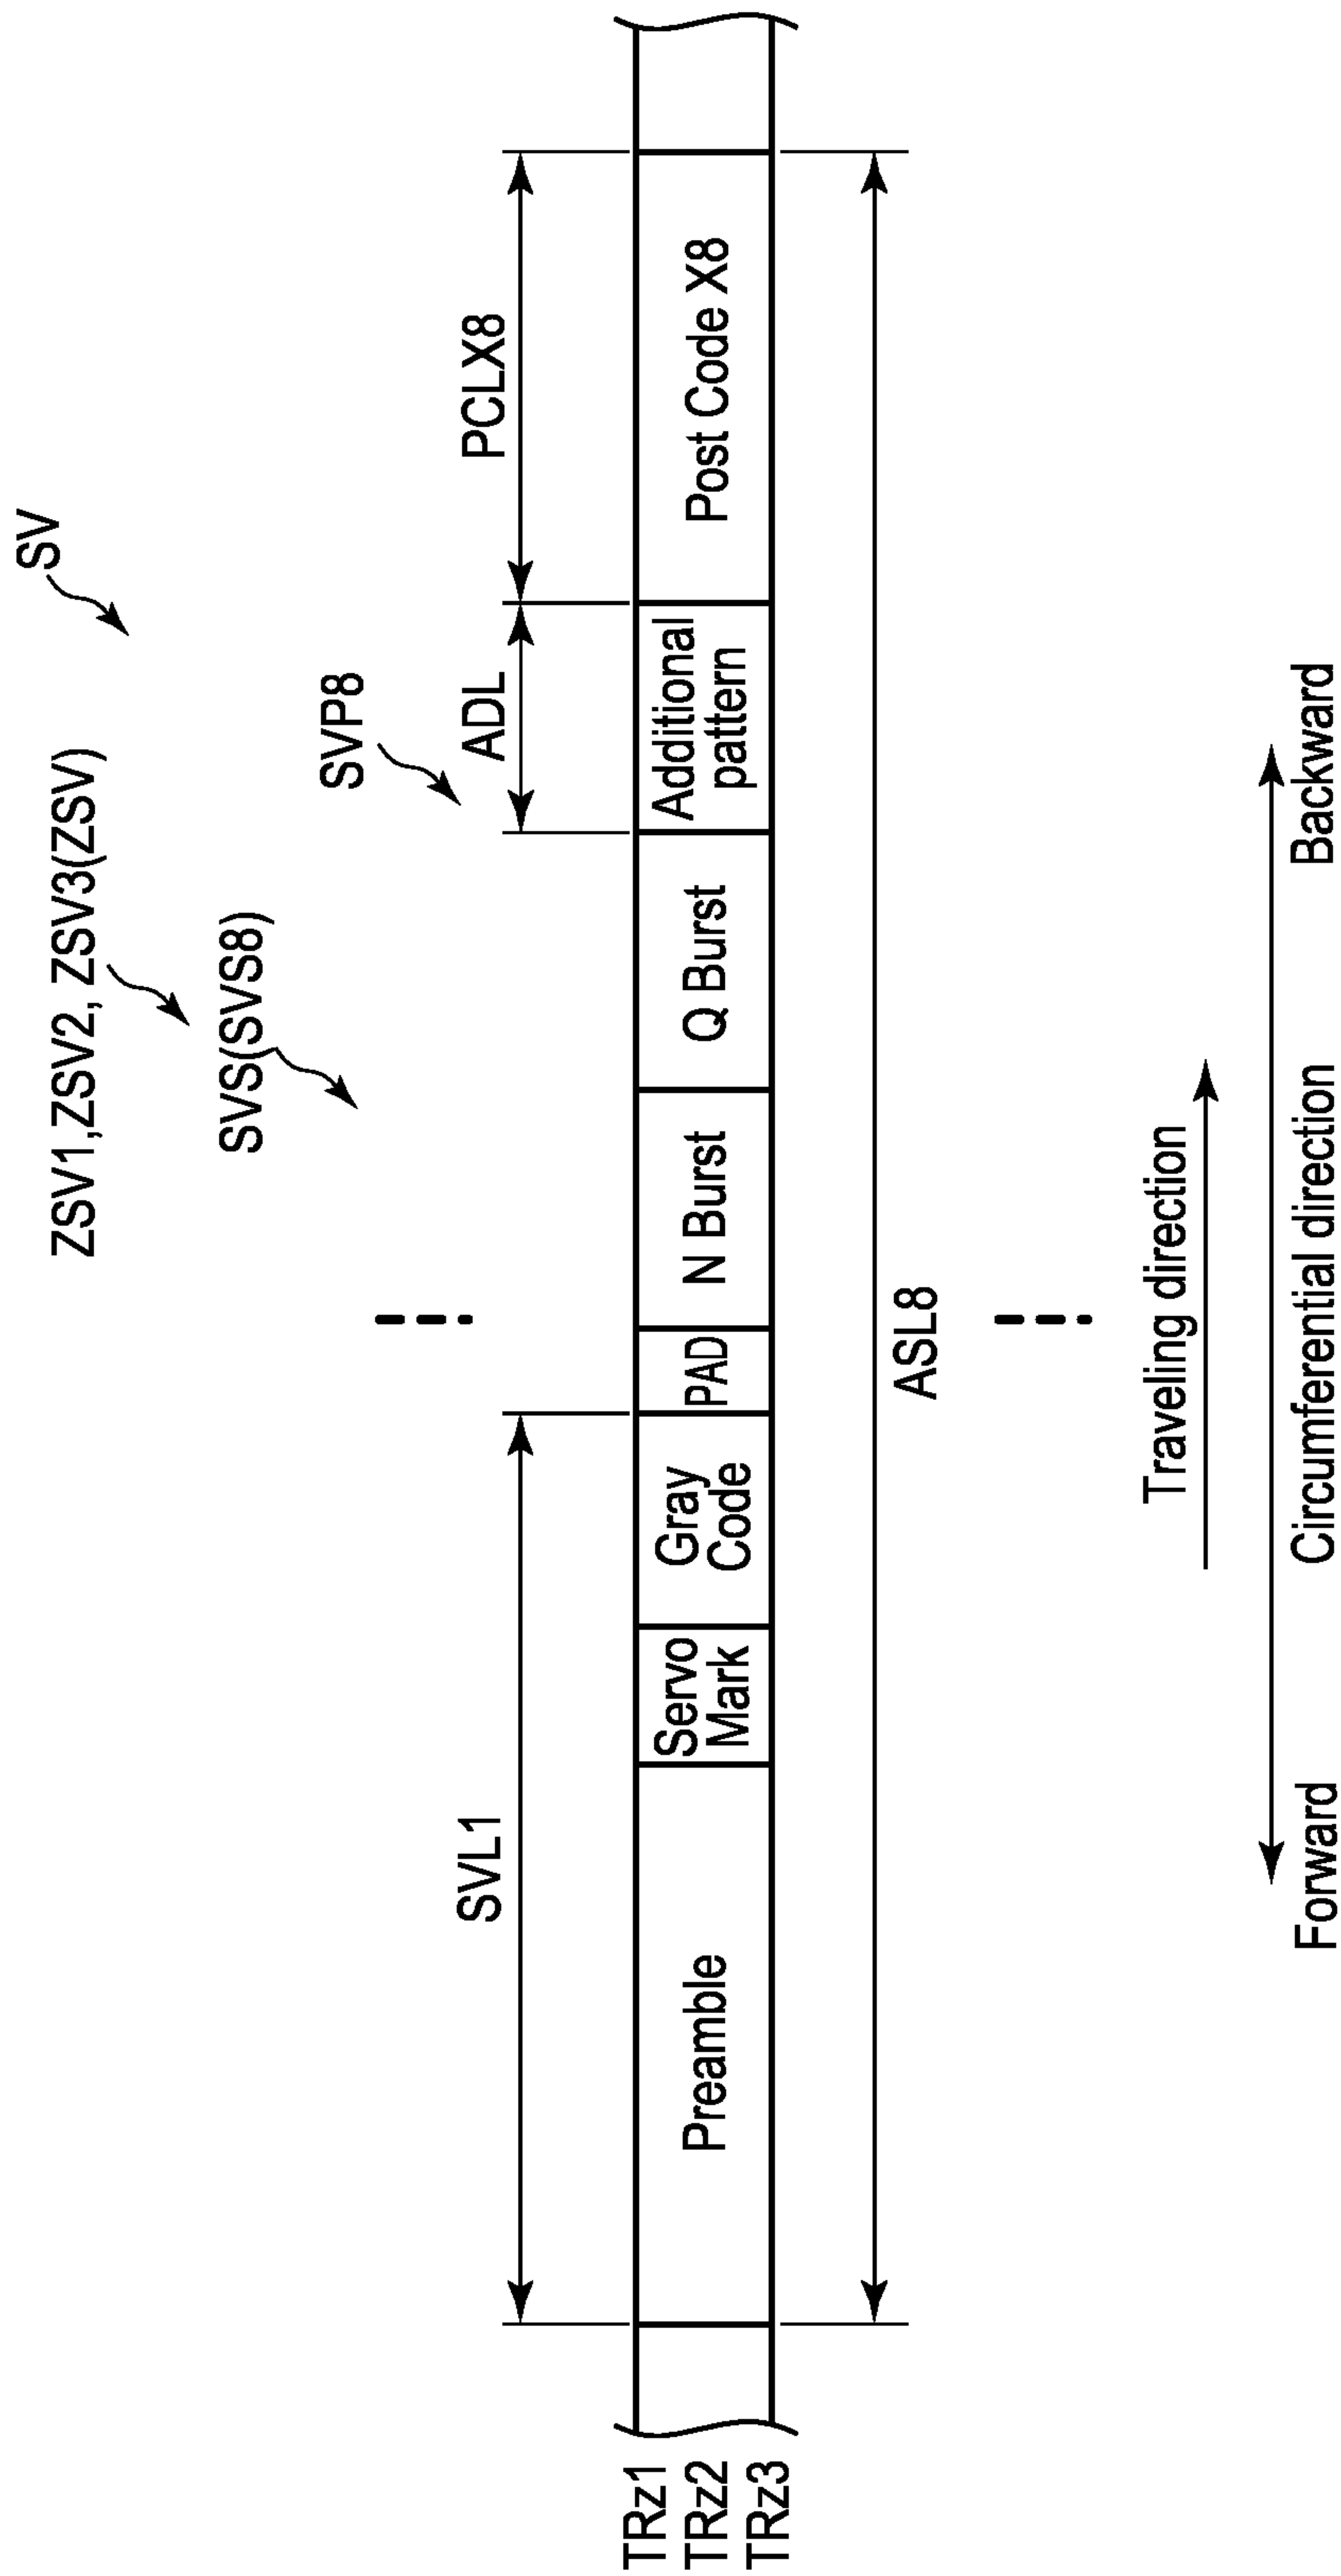 SV
ZSV1,ZSV2, ZSV3(ZSV)
SVS(SVS8)
SVP8
SVL1
ADL
PCLX8
TRz1
TRz2
TRz3
Preamble
Servo
Mark
Gray
Code
PAD
N Burst
Q Burst
Additional
pattern
Post Code X8
ASL8
Traveling direction
Forward
Circumferential direction
Backward